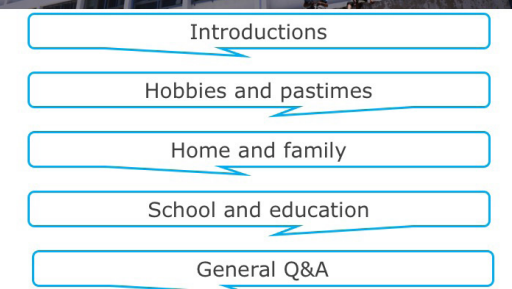 Introductions
Hobbies and pastimes
Home and family
School and education
General Q&A